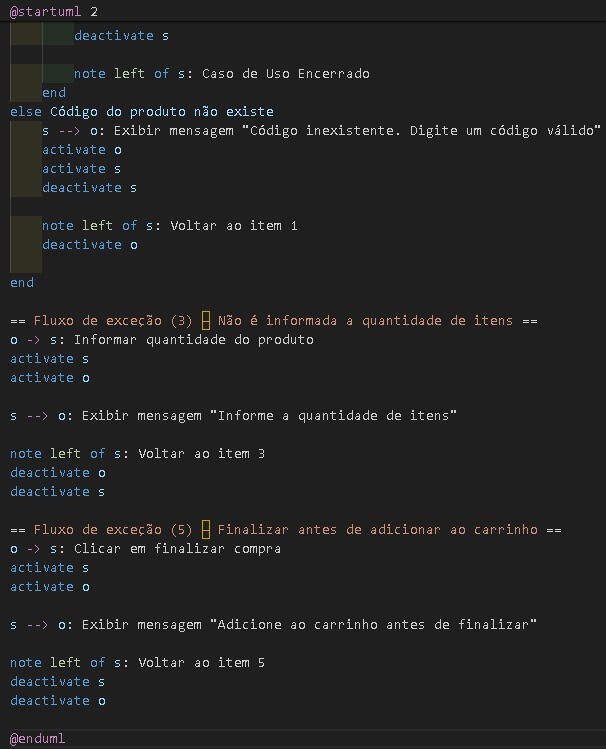 @startuml 2
deactivate s
note left of s: Caso de Uso Encerrado
end
else Código do produto não existe
s --> o: Exibir mensagem "Código inexistente. Digite um código válido"
activate o
activate s
deactivate s
note left of s: Voltar ao item 1
deactivate o
end
== Fluxo de exceção (3) – Não é informada a quantidade de itens ==
o -> s: Informar quantidade do produto
activate s
activate o
s --> o: Exibir mensagem "Informe a quantidade de itens"
note left of s: Voltar ao item 3
deactivate o
deactivate s
== Fluxo de exceção (5) – Finalizar antes de adicionar ao carrinho ==
o -> s: Clicar em finalizar compra
activate s
activate o
s --> o: Exibir mensagem "Adicione ao carrinho antes de finalizar"
note left of s: Voltar ao item 5
deactivate s
deactivate o
@enduml